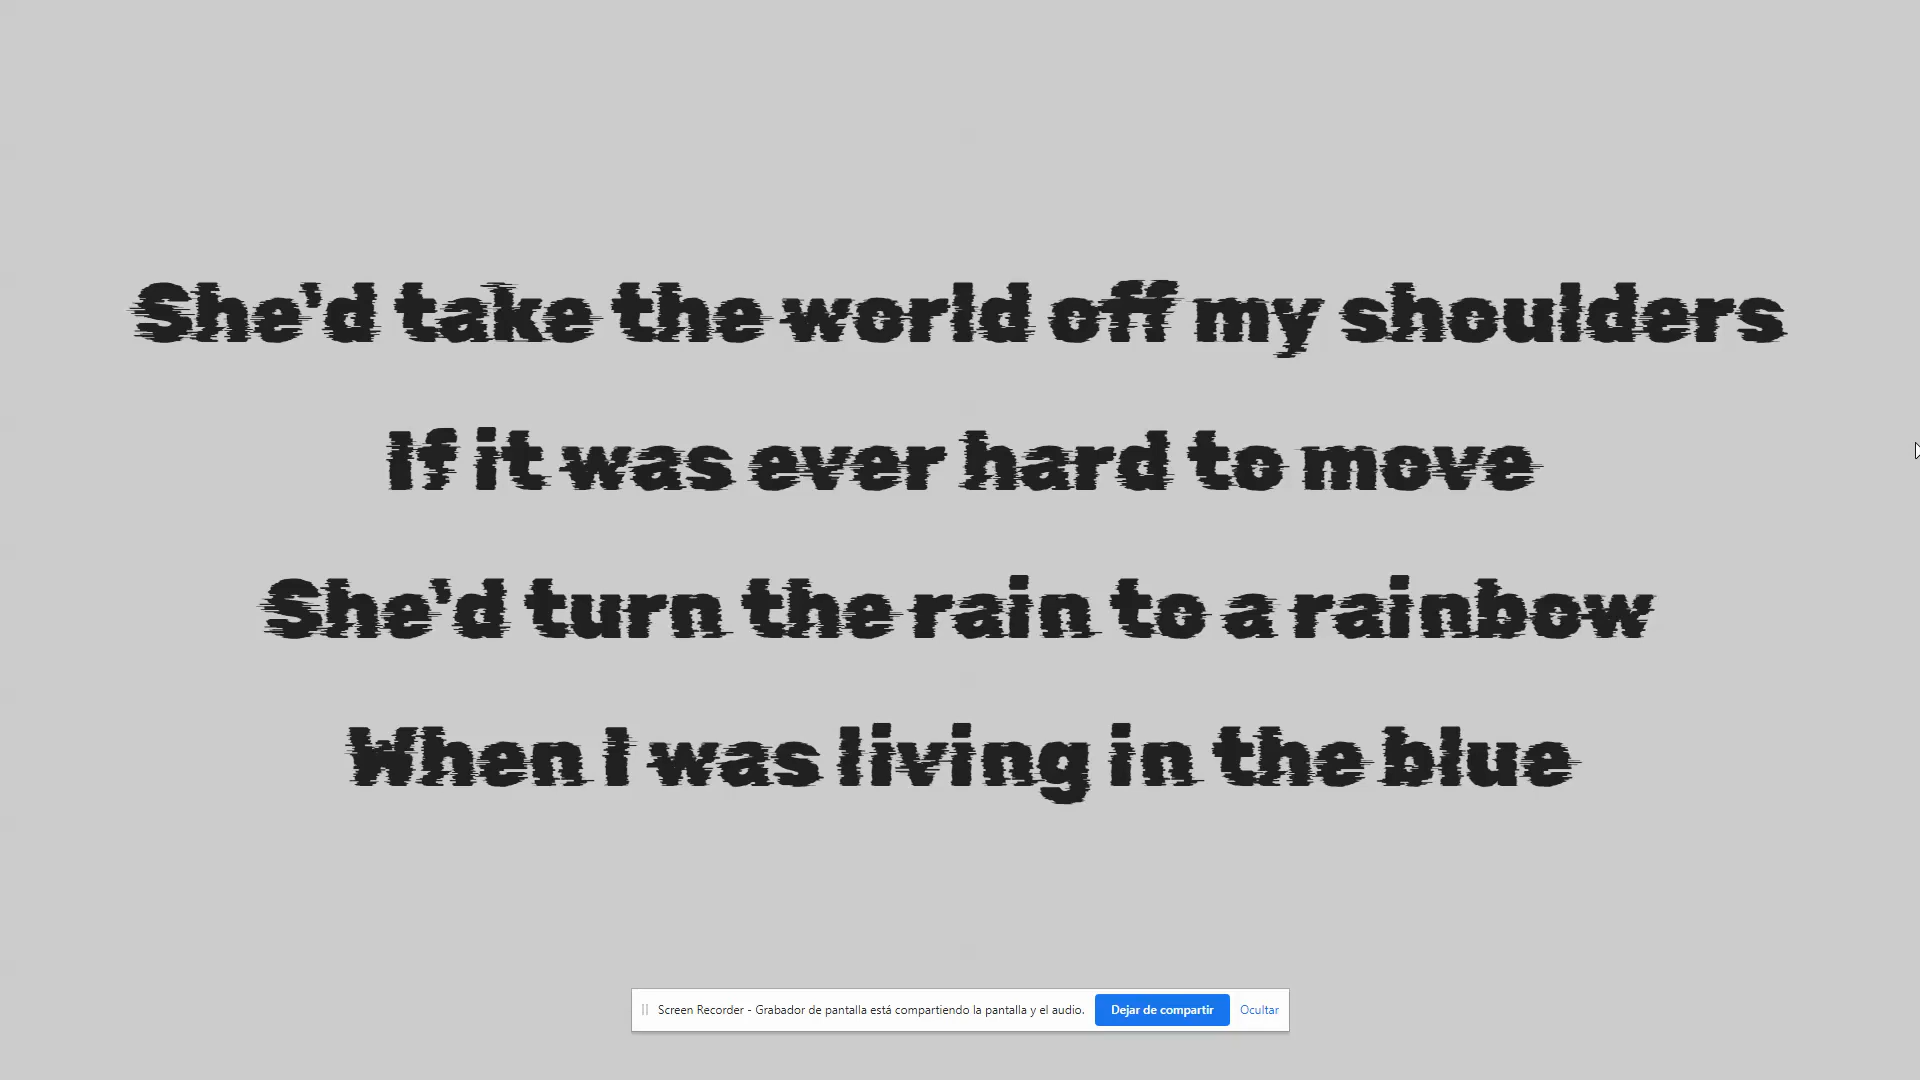 She'd take the world off my shoulders
If it was ever hard to move
She'd turn the rain to a rainbow
When I was living in the blue
Screen Recorder - Grabador de pantalla está compartiendo la pantalla y el audio. Dejar de compartir Ocultar